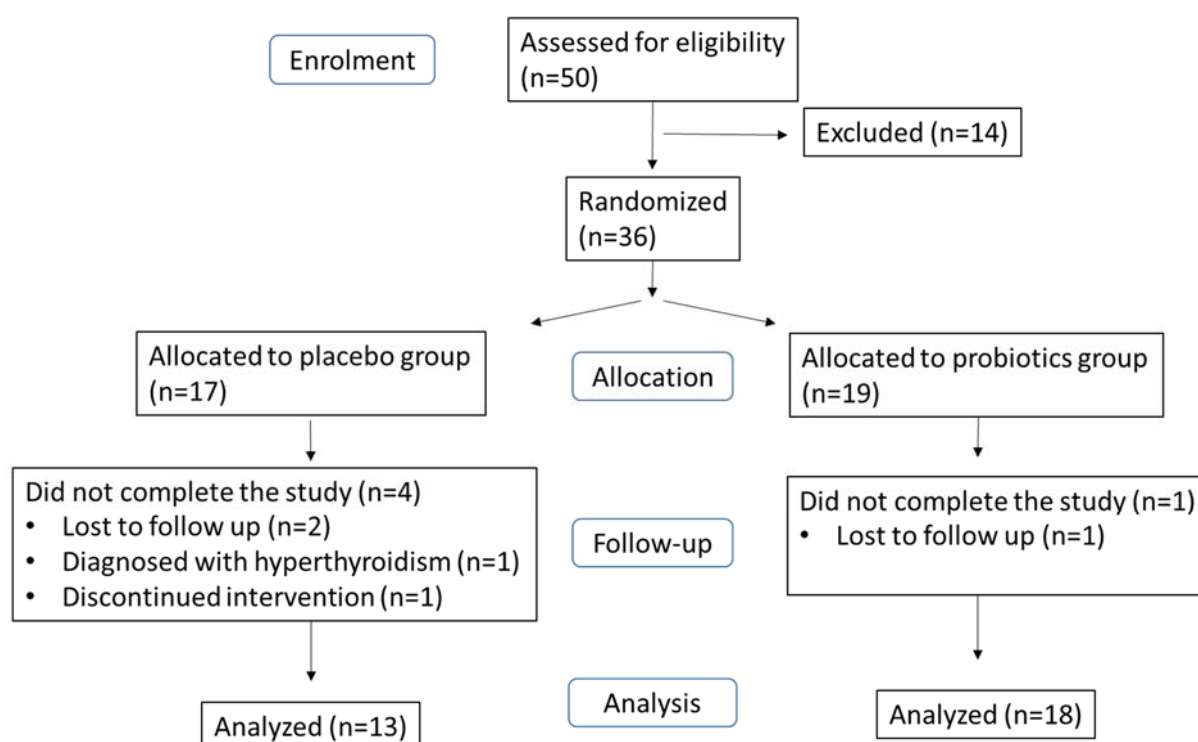 Enrolment
Assessed for eligibility
(n=50)
Excluded (n=14)
Randomized
(n=36)
Allocated to placebo group
(n=17)
Allocation
Allocated to probiotics group
(n=19)
Did not complete the study (n=4)
• Lost to follow up (n=2)
• Diagnosed with hyperthyroidism (n=1)
• Discontinued intervention (n=1)
Follow-up
Did not complete the study (n=1)
• Lost to follow up (n=1)
Analyzed (n=13)
Analysis
Analyzed (n=18)